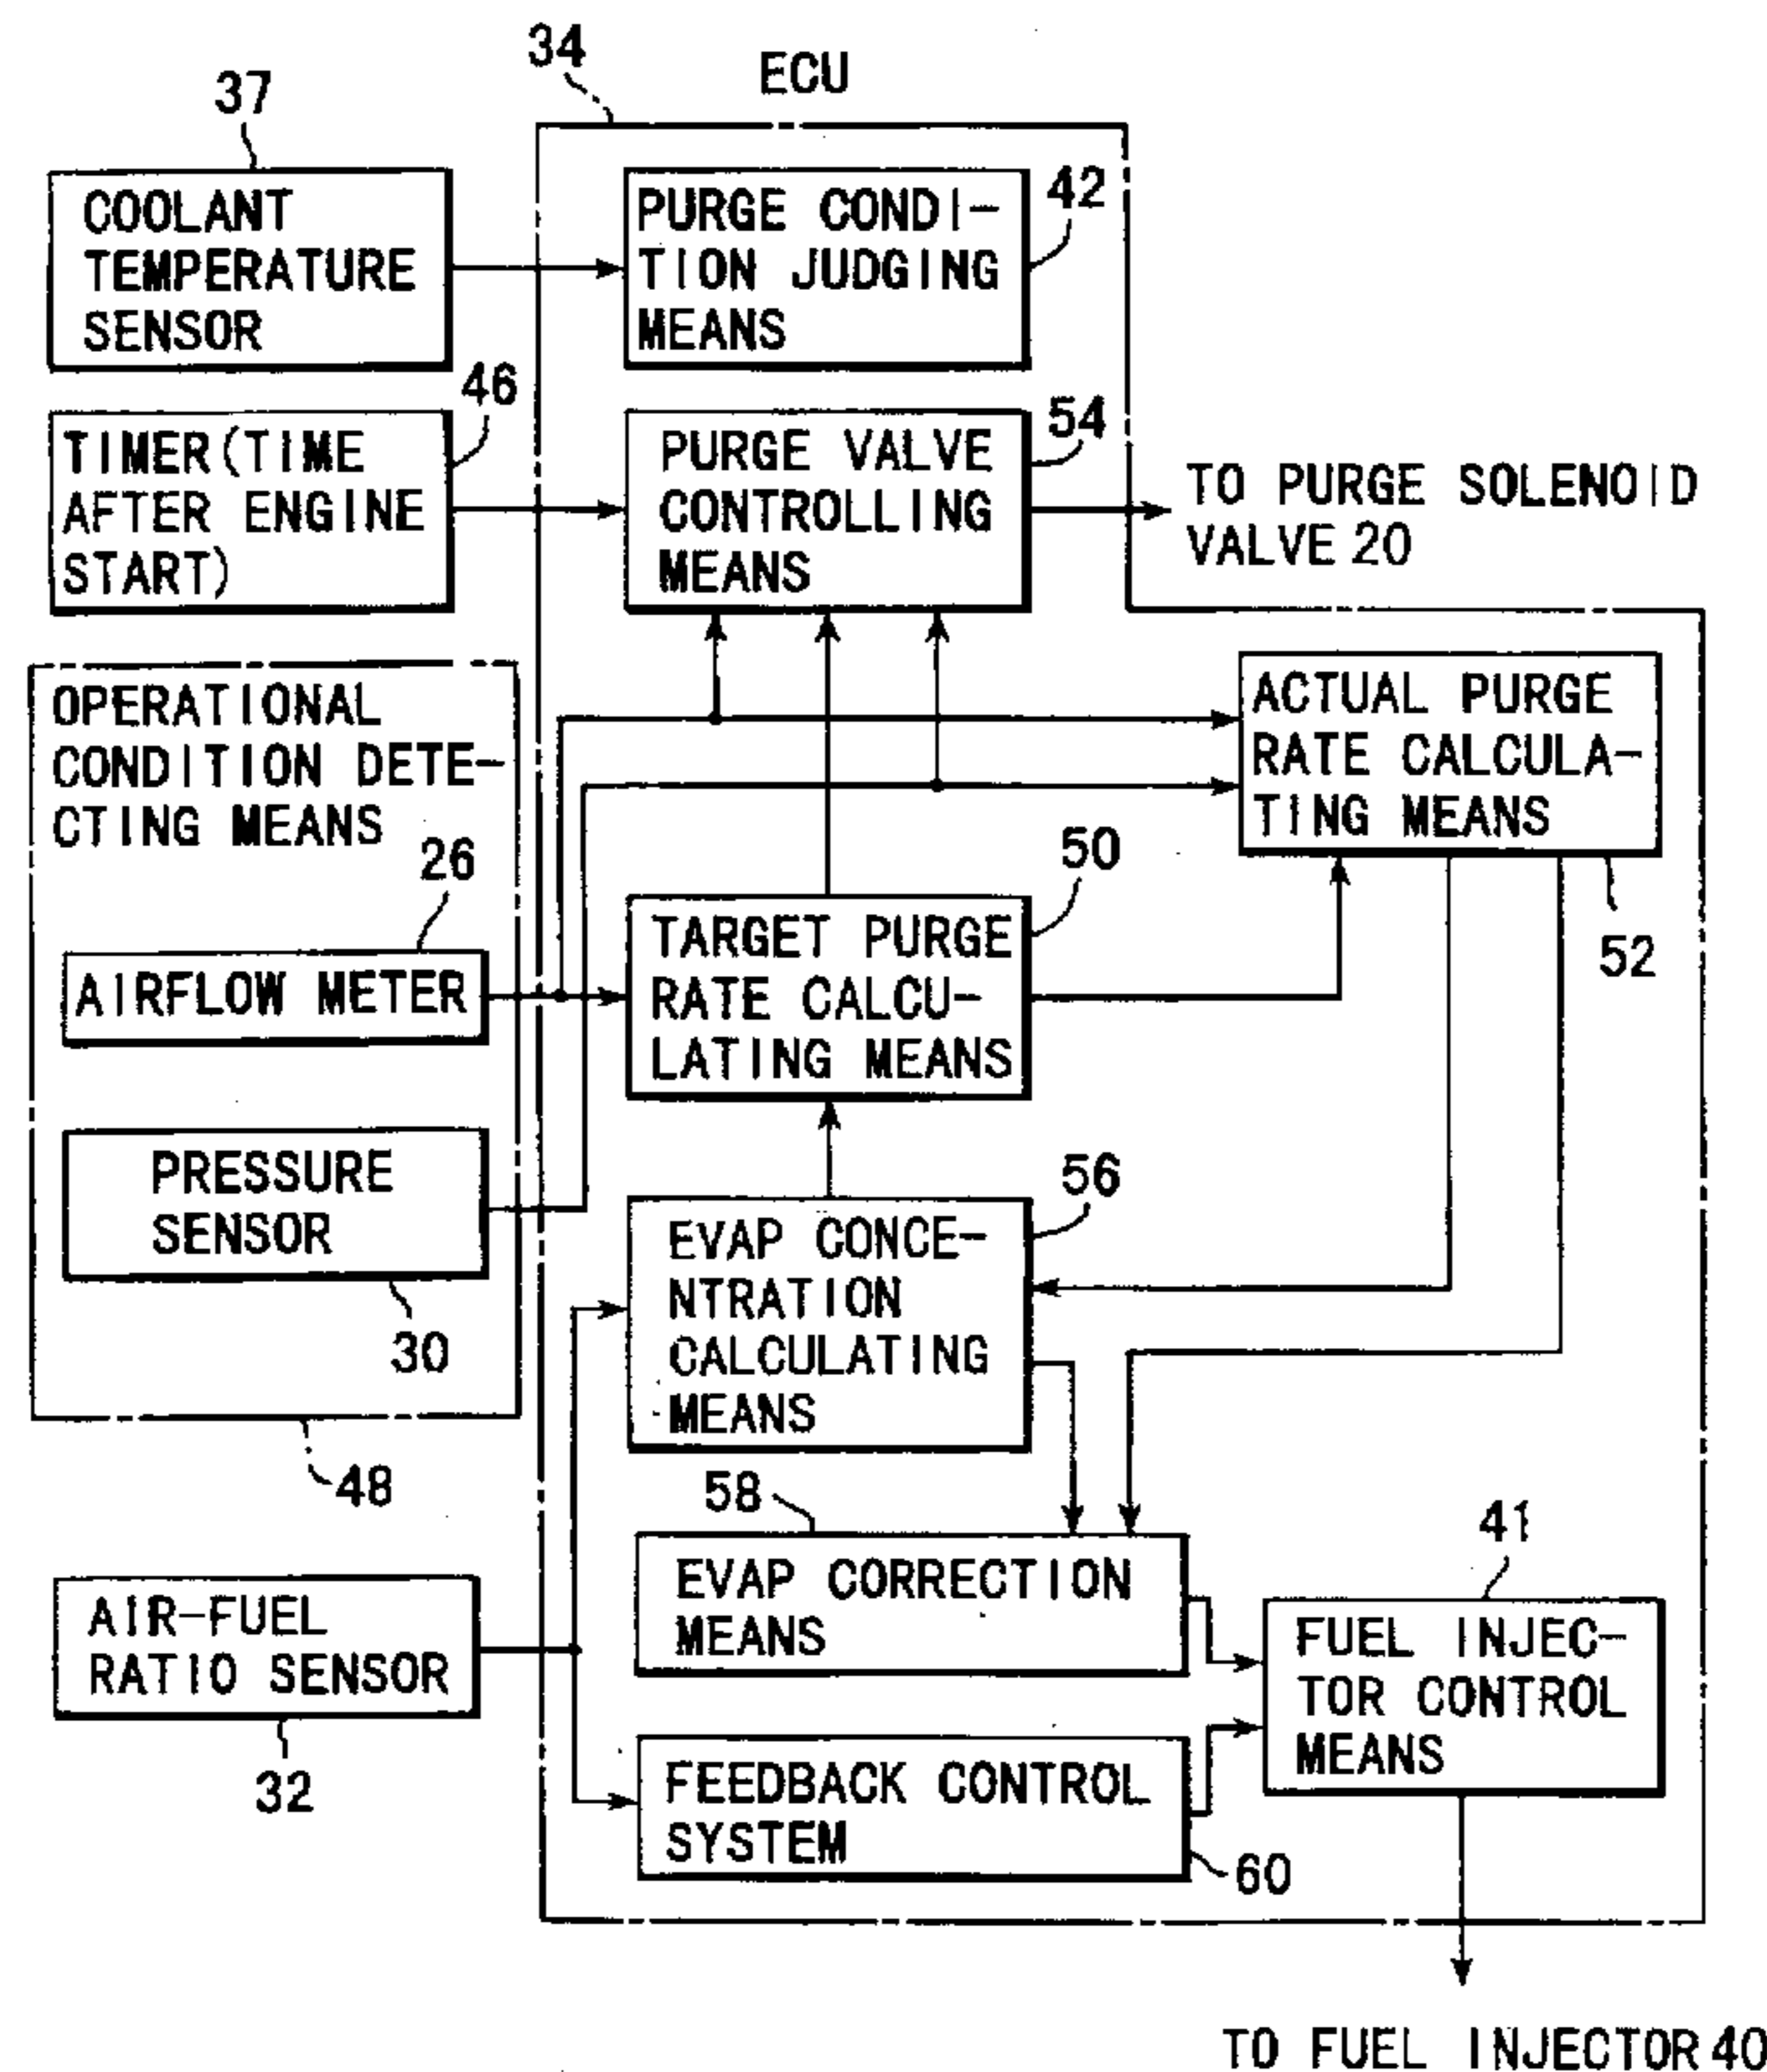 34
ECU
37
COOLANT
TEMPERATURE
SENSOR
PURGE CONDI-
TION JUDGING
MEANS
42
46
TIMER(TIME
AFTER ENGINE
START)
PURGE VALVE
CONTROLLING
MEANS
54
TO PURGE SOLENOID
VALVE 20
OPERATIONAL
CONDITION DETE-
CTING MEANS
ACTUAL PURGE
RATE CALCULA-
TING MEANS
52
26
AIRFLOW METER
50
TARGET PURGE
RATE CALCU-
LATING MEANS
PRESSURE
SENSOR
30
48
56
EVAP CONCE-
NTRATION
CALCULATING
MEANS
58
EVAP CORRECTION
MEANS
41
FUEL INJEC-
TOR CONTROL
MEANS
AIR-FUEL
RATIO SENSOR
32
FEEDBACK CONTROL
SYSTEM
60
TO FUEL INJECTOR 40